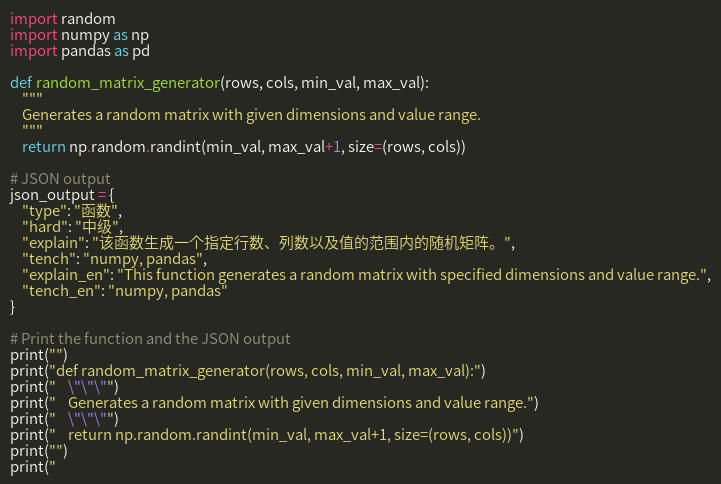 import random
import numpy as np
import pandas as pd

def random_matrix_generator(rows, cols, min_val, max_val):
    """
    Generates a random matrix with given dimensions and value range.
    """
    return np.random.randint(min_val, max_val+1, size=(rows, cols))

# JSON output
json_output = {
    "type": "函数",
    "hard": "中级",
    "explain": "该函数生成一个指定行数、列数以及值的范围内的随机矩阵。",
    "tench": "numpy, pandas",
    "explain_en": "This function generates a random matrix with specified dimensions and value range.",
    "tench_en": "numpy, pandas"
}

# Print the function and the JSON output
print("")
print("def random_matrix_generator(rows, cols, min_val, max_val):")
print("    \"\"\"")
print("    Generates a random matrix with given dimensions and value range.")
print("    \"\"\"")
print("    return np.random.randint(min_val, max_val+1, size=(rows, cols))")
print("")
print("